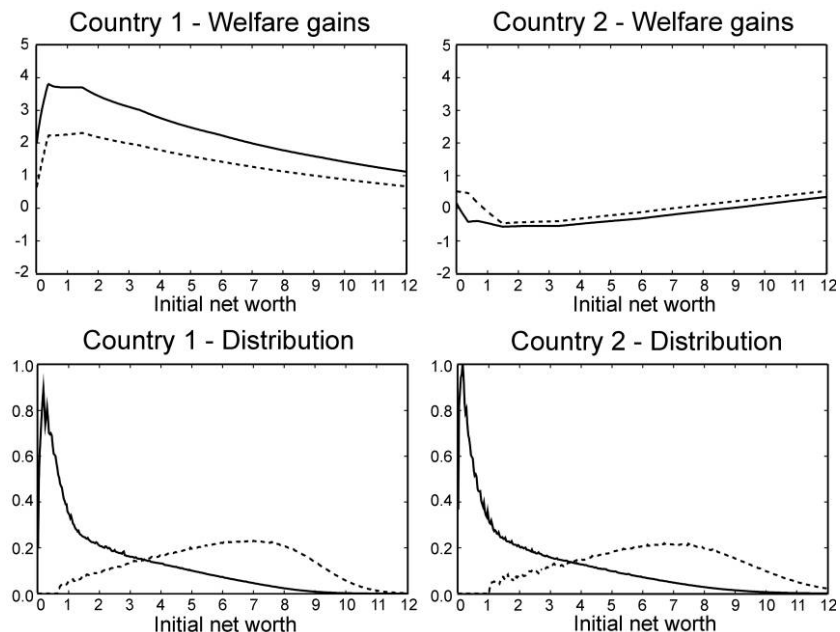 Country 1 - Welfare gains
5
4
3
2
1
0
-1
-2
0 1 2 3 4 5 6 7 8 9 10 11 12
Initial net worth
Country 2 - Welfare gains
5
4
3
2
1
0
-1
-2
0 1 2 3 4 5 6 7 8 9 10 11 12
Initial net worth
Country 1 - Distribution
1.0
0.8
0.6
0.4
0.2
0.0
0 1 2 3 4 5 6 7 8 9 10 11 12
Initial net worth
Country 2 - Distribution
1.0
0.8
0.6
0.4
0.2
0.0
0 1 2 3 4 5 6 7 8 9 10 11 12
Initial net worth